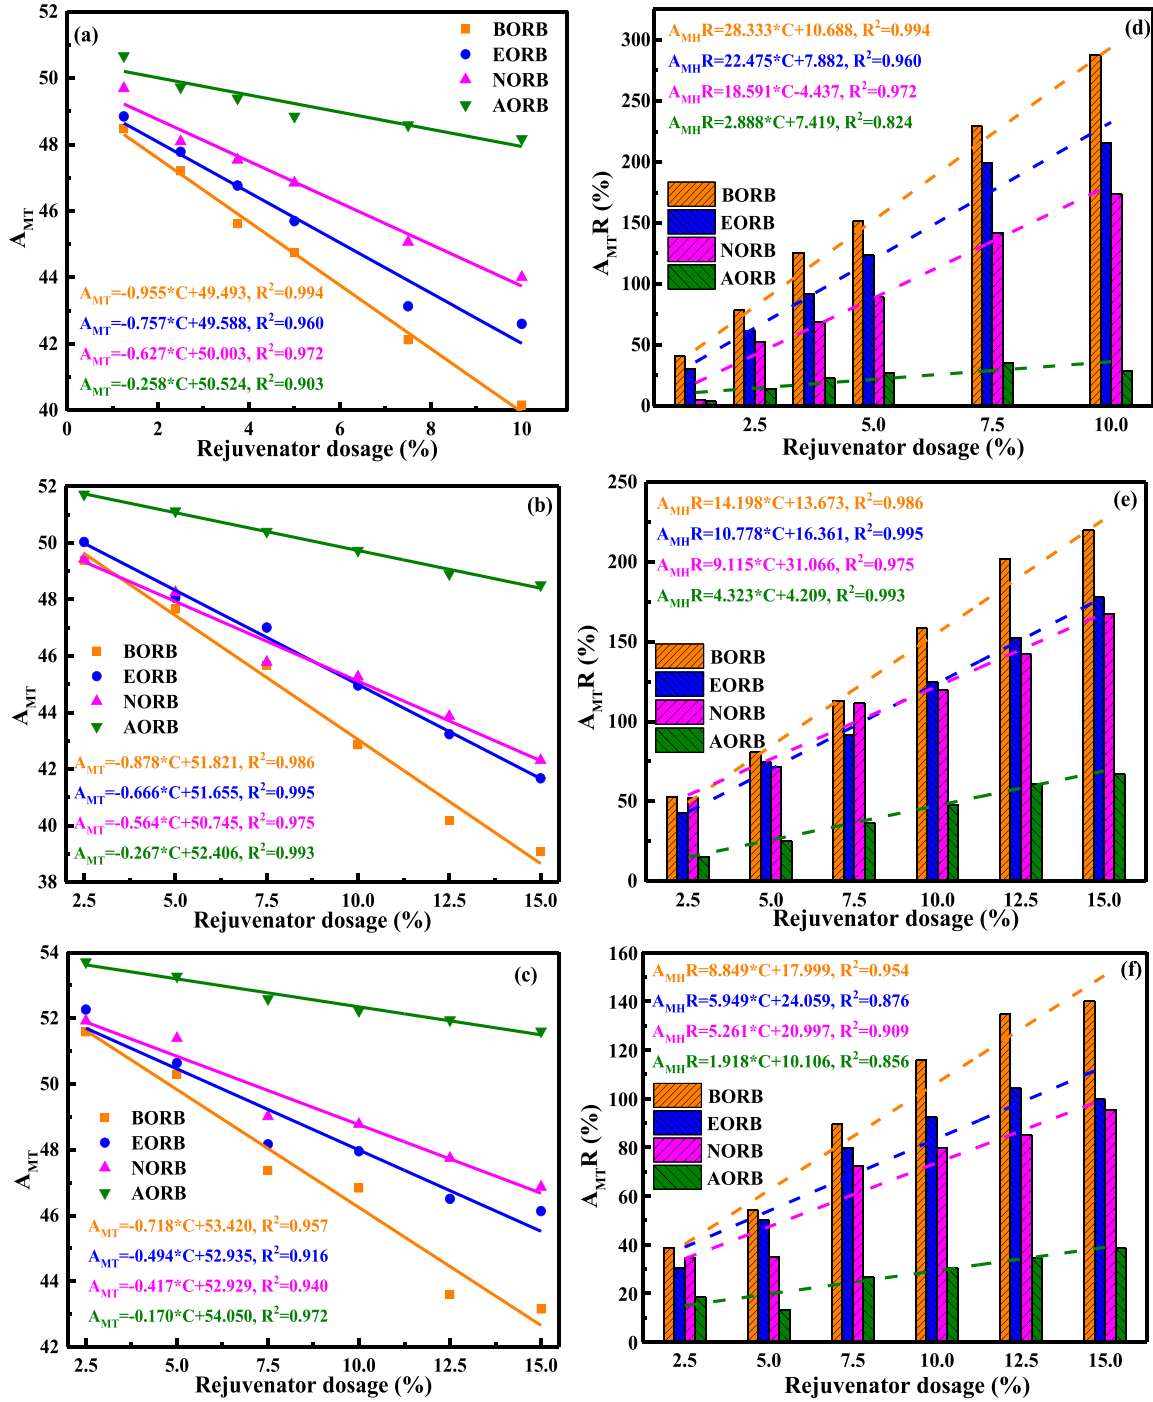 (a)
BORB
EORB
NORB
AORB
A_MT=-0.955*C+49.493, R²=0.994
A_MT=-0.757*C+49.588, R²=0.960
A_MT=-0.627*C+50.003, R²=0.972
A_MT=-0.258*C+50.524, R²=0.903
52
50
48
46
44
42
40
A_MT
0 2 4 6 8 10
Rejuvenator dosage (%)
(d)
A_MHR=28.333*C+10.688, R²=0.994
A_MHR=22.475*C+7.882, R²=0.960
A_MHR=18.591*C-4.437, R²=0.972
A_MHR=2.888*C+7.419, R²=0.824
BORB
EORB
NORB
AORB
300
250
200
150
100
50
0
A_MTR (%)
2.5 5.0 7.5 10.0
Rejuvenator dosage (%)
(b)
BORB
EORB
NORB
AORB
A_MT=-0.878*C+51.821, R²=0.986
A_MT=-0.666*C+51.655, R²=0.995
A_MT=-0.564*C+50.745, R²=0.975
A_MT=-0.267*C+52.406, R²=0.993
52
50
48
46
44
42
40
38
A_MT
2.5 5.0 7.5 10.0 12.5 15.0
Rejuvenator dosage (%)
(e)
A_MHR=14.198*C+13.673, R²=0.986
A_MHR=10.778*C+16.361, R²=0.995
A_MHR=9.115*C+31.066, R²=0.975
A_MHR=4.323*C+4.209, R²=0.993
BORB
EORB
NORB
AORB
250
200
150
100
50
0
A_MTR (%)
2.5 5.0 7.5 10.0 12.5 15.0
Rejuvenator dosage (%)
(c)
BORB
EORB
NORB
AORB
A_MT=-0.718*C+53.420, R²=0.957
A_MT=-0.494*C+52.935, R²=0.916
A_MT=-0.417*C+52.929, R²=0.940
A_MT=-0.170*C+54.050, R²=0.972
54
52
50
48
46
44
42
A_MT
2.5 5.0 7.5 10.0 12.5 15.0
Rejuvenator dosage (%)
(f)
A_MHR=8.849*C+17.999, R²=0.954
A_MHR=5.949*C+24.059, R²=0.876
A_MHR=5.261*C+20.997, R²=0.909
A_MHR=1.918*C+10.106, R²=0.856
BORB
EORB
NORB
AORB
160
140
120
100
80
60
40
20
0
A_MTR (%)
2.5 5.0 7.5 10.0 12.5 15.0
Rejuvenator dosage (%)